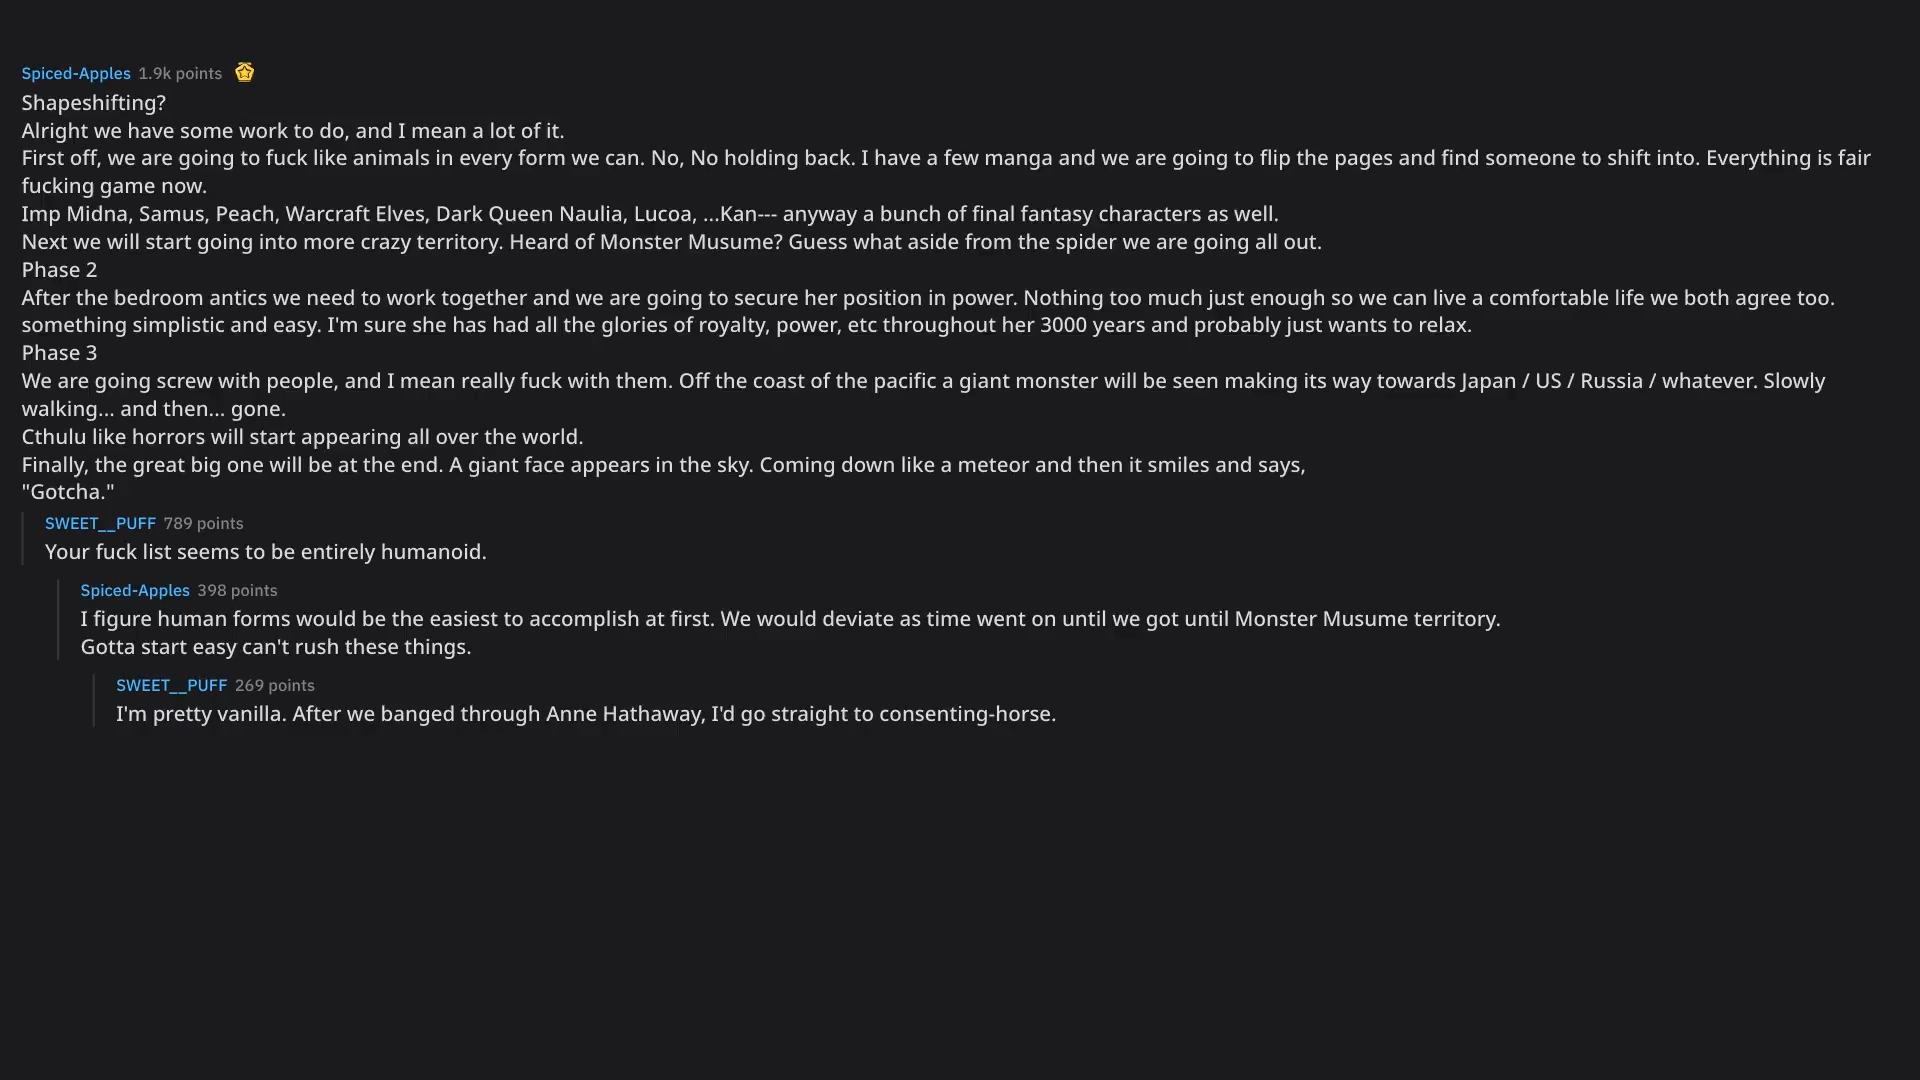 Spiced-Apples 1.9k points
Shapeshifting?
Alright we have some work to do, and I mean a lot of it.
First off, we are going to fuck like animals in every form we can. No, No holding back. I have a few manga and we are going to flip the pages and find someone to shift into. Everything is fair
fucking game now.
Imp Midna, Samus, Peach, Warcraft Elves, Dark Queen Naulia, Lucoa, ...Kan--- anyway a bunch of final fantasy characters as well.
Next we will start going into more crazy territory. Heard of Monster Musume? Guess what aside from the spider we are going all out.
Phase 2
After the bedroom antics we need to work together and we are going to secure her position in power. Nothing too much just enough so we can live a comfortable life we both agree too.
something simplistic and easy. I'm sure she has had all the glories of royalty, power, etc throughout her 3000 years and probably just wants to relax.
Phase 3
We are going screw with people, and I mean really fuck with them. Off the coast of the pacific a giant monster will be seen making its way towards Japan / US / Russia / whatever. Slowly
walking... and then... gone.
Cthulu like horrors will start appearing all over the world.
Finally, the great big one will be at the end. A giant face appears in the sky. Coming down like a meteor and then it smiles and says,
"Gotcha."
SWEET__PUFF 789 points
Your fuck list seems to be entirely humanoid.
Spiced-Apples 398 points
I figure human forms would be the easiest to accomplish at first. We would deviate as time went on until we got until Monster Musume territory.
Gotta start easy can't rush these things.
SWEET__PUFF 269 points
I'm pretty vanilla. After we banged through Anne Hathaway, I'd go straight to consenting-horse.